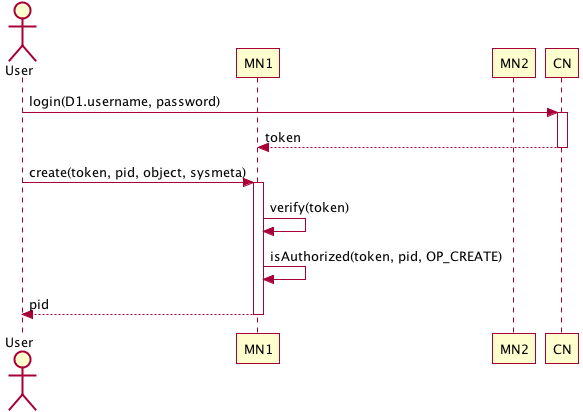 User
MN1
MN2
CN
login(D1.username, password)
token
create(token, pid, object, sysmeta)
verify(token)
isAuthorized(token, pid, OP_CREATE)
pid
User
MN1
MN2
CN